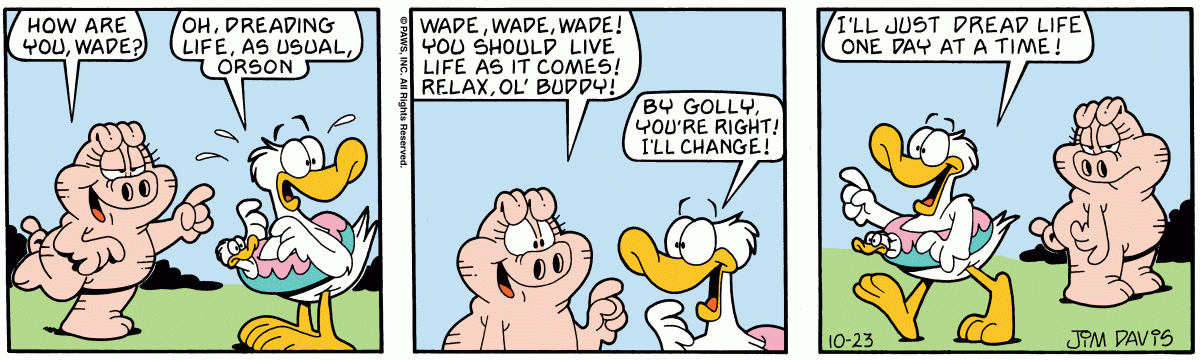 HOW ARE
YOU, WADE?
OH, DREADING
LIFE, AS USUAL,
ORSON
© PAWS, INC. All Rights Reserved.
WADE, WADE, WADE!
YOU SHOULD LIVE
LIFE AS IT COMES!
RELAX, OL' BUDDY!
BY GOLLY,
YOU'RE RIGHT!
I'LL CHANGE!
I'LL JUST DREAD LIFE
ONE DAY AT A TIME!
10-23
JIM DAVIS